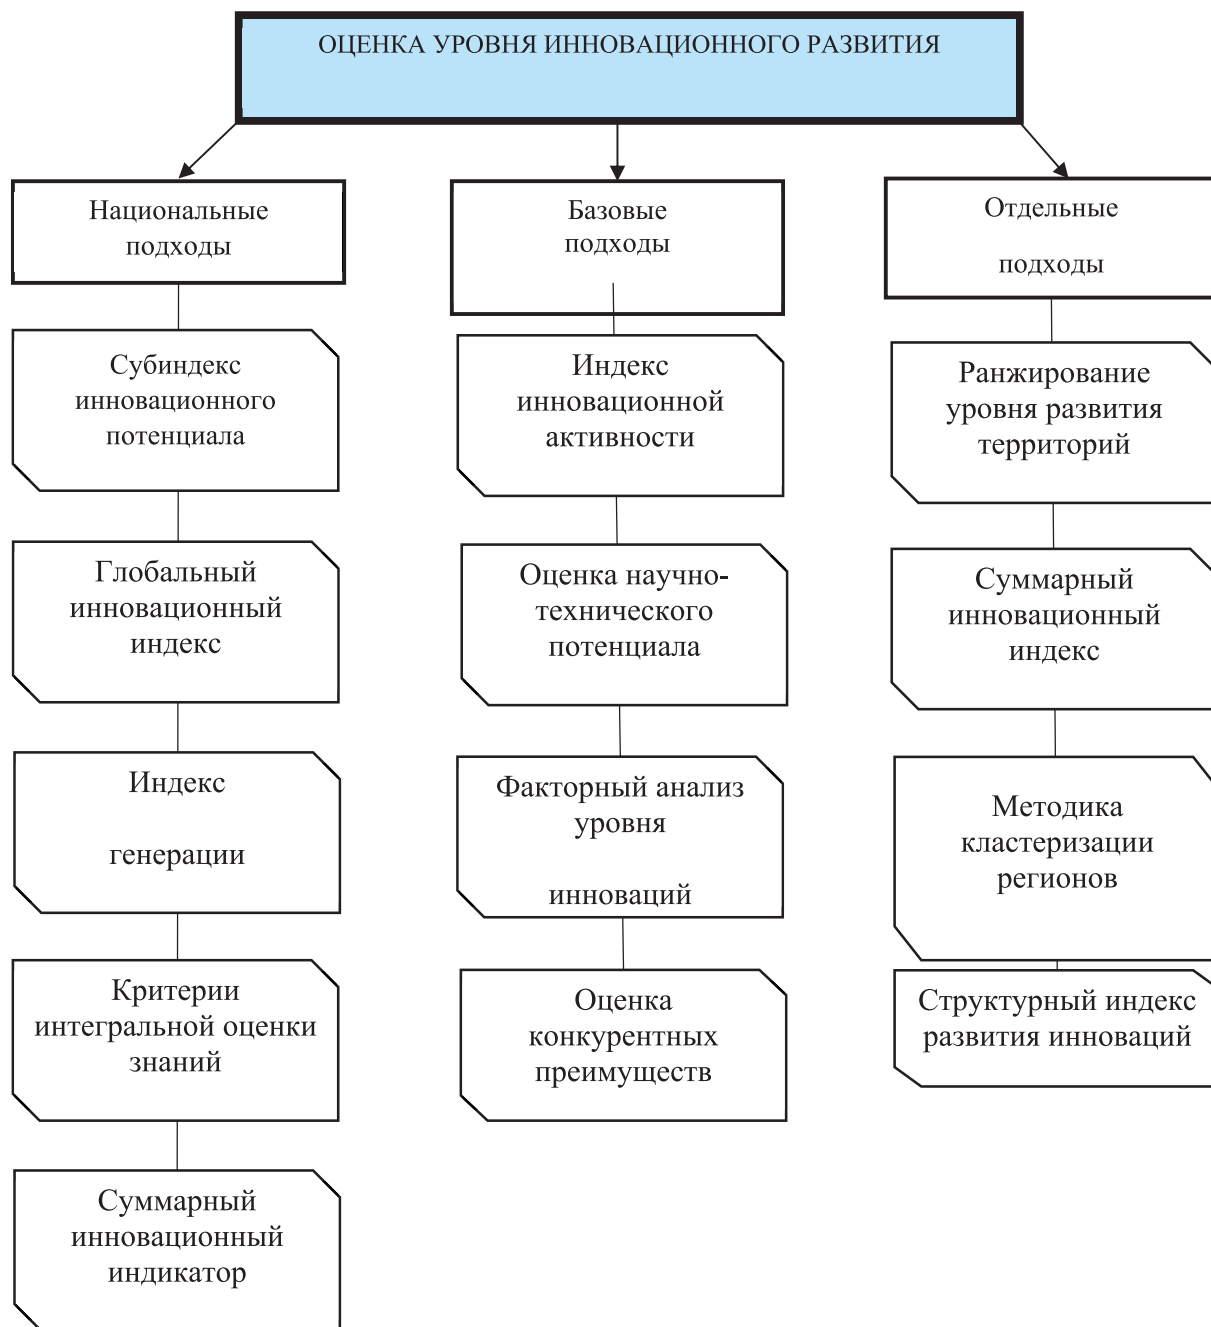 ОЦЕНКА УРОВНЯ ИННОВАЦИОННОГО РАЗВИТИЯ
Национальные
подходы
Субиндекс
инновационного
потенциала
Глобальный
инновационный
индекс
Индекс
генерации
Критерии
интегральной оценки
знаний
Суммарный
инновационный
индикатор
Базовые
подходы
Индекс
инновационной
активности
Оценка научно-
технического
потенциала
Факторный анализ
уровня
инноваций
Оценка
конкурентных
преимуществ
Отдельные
подходы
Ранжирование
уровня развития
территорий
Суммарный
инновационный
индекс
Методика
кластеризации
регионов
Структурный индекс
развития инноваций